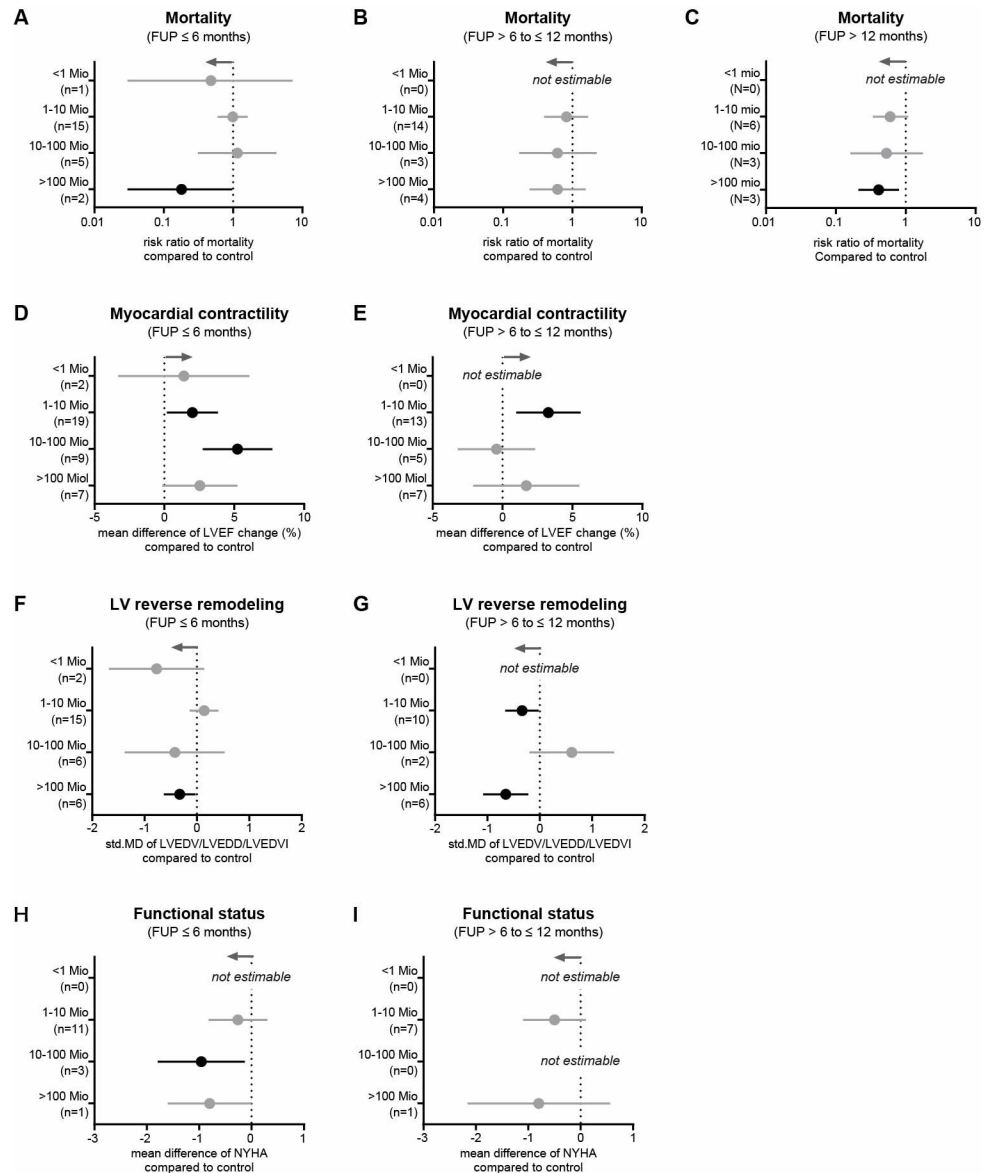 A
Mortality
(FUP ≤ 6 months)
<1 Mio
(n=1)
1-10 Mio
(n=15)
10-100 Mio
(n=5)
>100 Mio
(n=2)
0.01
0.1
1
10
risk ratio of mortality
compared to control
B
Mortality
(FUP > 6 to ≤ 12 months)
<1 Mio
(n=0)
not estimable
1-10 Mio
(n=14)
10-100 Mio
(n=3)
>100 Mio
(n=4)
0.01
0.1
1
10
risk ratio of mortality
compared to control
C
Mortality
(FUP > 12 months)
<1 mio
(N=0)
not estimable
1-10 mio
(N=6)
10-100 mio
(N=3)
>100 mio
(N=3)
0.01
0.1
1
10
risk ratio of mortality
Compared to control
D
Myocardial contractility
(FUP ≤ 6 months)
<1 Mio
(n=2)
1-10 Mio
(n=19)
10-100 Mio
(n=9)
>100 Miol
(n=7)
-5
0
5
10
mean difference of LVEF change (%)
compared to control
E
Myocardial contractility
(FUP > 6 to ≤ 12 months)
<1 Mio
(n=0)
not estimable
1-10 Mio
(n=13)
10-100 Mio
(n=5)
>100 Mio
(n=7)
-5
0
5
10
mean difference of LVEF change (%)
compared to control
F
LV reverse remodeling
(FUP ≤ 6 months)
<1 Mio
(n=2)
1-10 Mio
(n=15)
10-100 Mio
(n=6)
>100 Mio
(n=6)
-2
-1
0
1
2
std.MD of LVEDV/LVEDD/LVEDVI
compared to control
G
LV reverse remodeling
(FUP > 6 to ≤ 12 months)
<1 Mio
(n=0)
not estimable
1-10 Mio
(n=10)
10-100 Mio
(n=2)
>100 Mio
(n=6)
-2
-1
0
1
2
std.MD of LVEDV/LVEDD/LVEDVI
compared to control
H
Functional status
(FUP ≤ 6 months)
<1 Mio
(n=0)
not estimable
1-10 Mio
(n=11)
10-100 Mio
(n=3)
>100 Mio
(n=1)
-3
-2
-1
0
1
mean difference of NYHA
compared to control
I
Functional status
(FUP > 6 to ≤ 12 months)
<1 Mio
(n=0)
not estimable
1-10 Mio
(n=7)
10-100 Mio
(n=0)
not estimable
>100 Mio
(n=1)
-3
-2
-1
0
1
mean difference of NYHA
compared to control